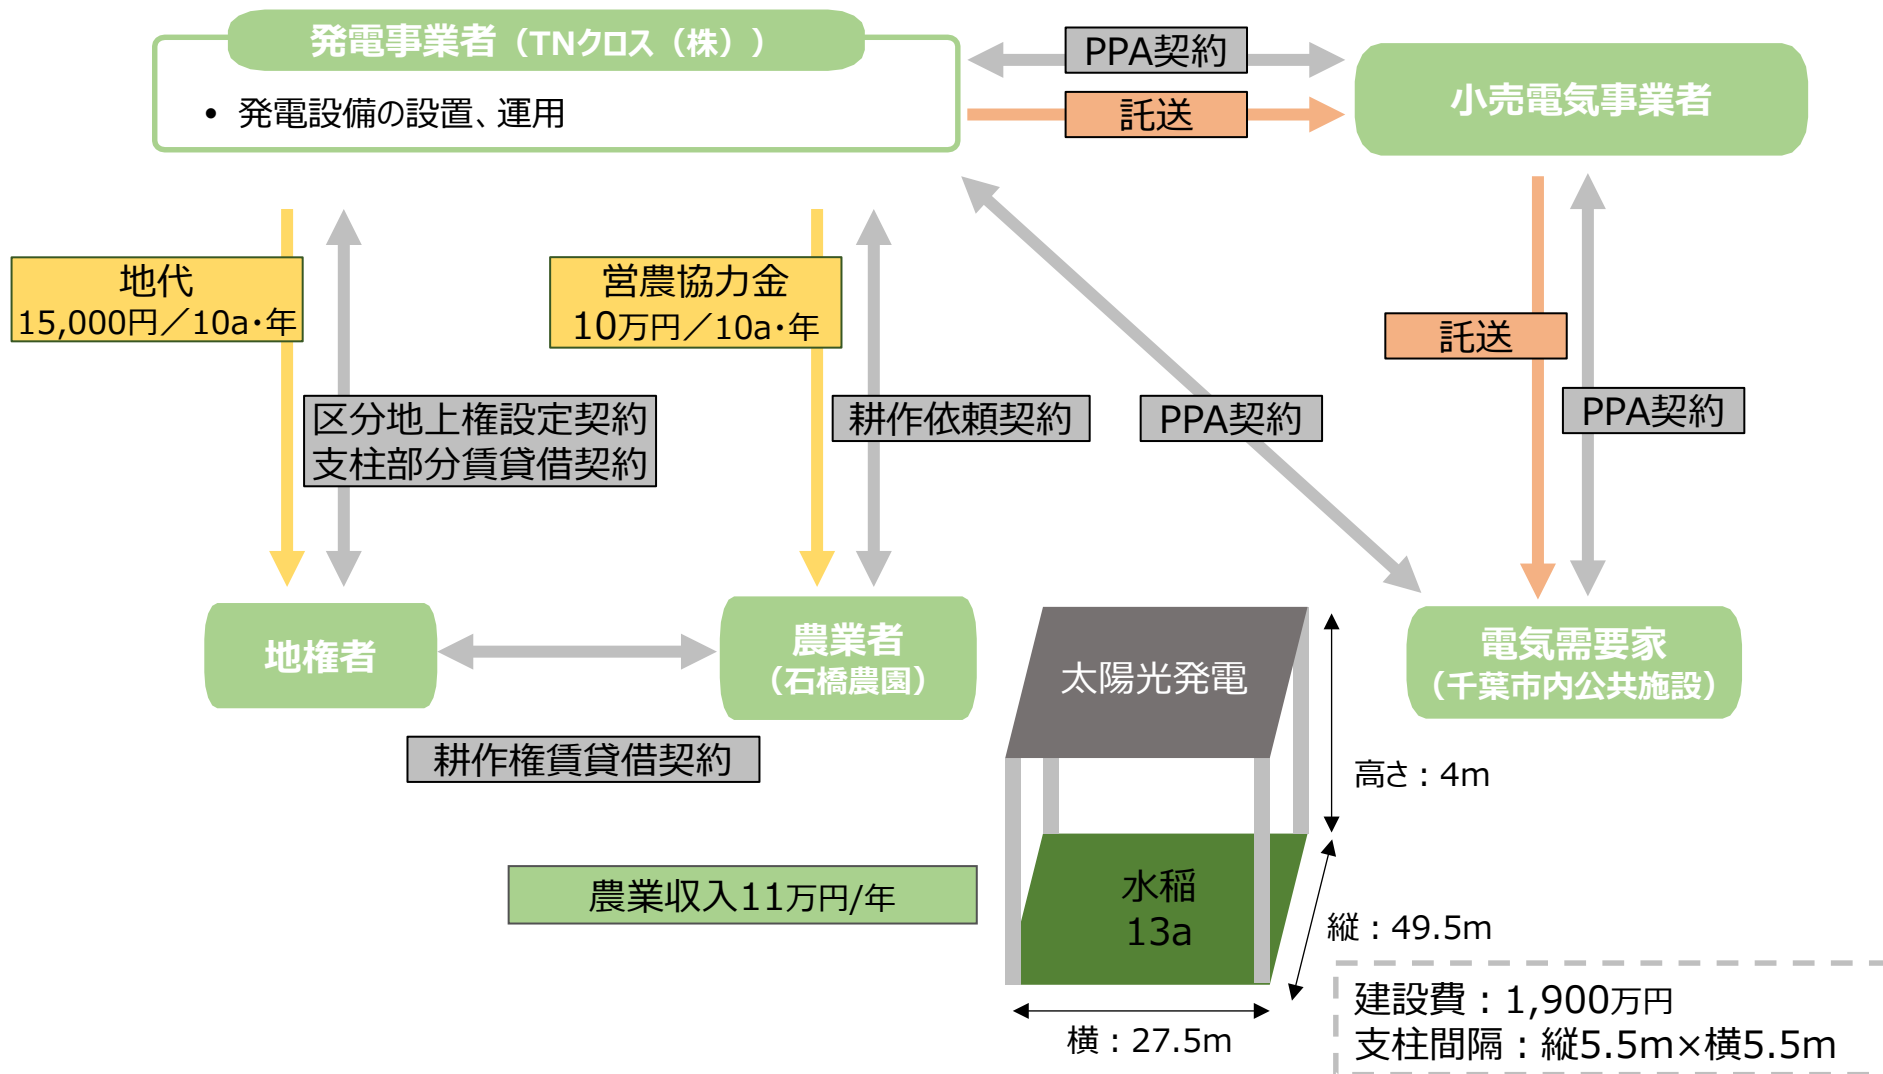 発電事業者（TNクロス（株））
• 発電設備の設置、運用
PPA契約
託送
小売電気事業者
地代
15,000円／10a・年
営農協力金
10万円／10a・年
託送
区分地上権設定契約
支柱部分賃貸借契約
耕作依頼契約
PPA契約
PPA契約
地権者
農業者
（石橋農園）
太陽光発電
電気需要家
（千葉市内公共施設）
耕作権賃貸借契約
高さ：4m
農業収入11万円/年
水稲
13a
縦：49.5m
横：27.5m
建設費：1,900万円
支柱間隔：縦5.5m×横5.5m